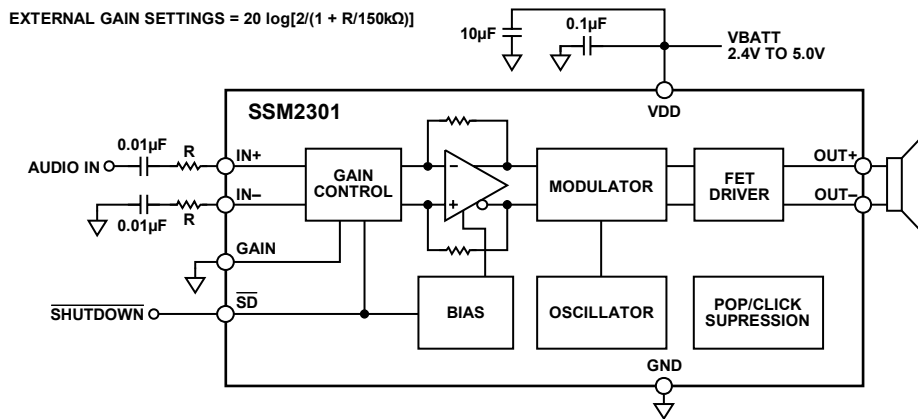 EXTERNAL GAIN SETTINGS = 20 log[2/(1 + R/150kΩ)]
10µF
0.1µF
VBATT
2.4V TO 5.0V
VDD
SSM2301
0.01µF
R
AUDIO IN
IN+
GAIN
CONTROL
−
+
MODULATOR
FET
DRIVER
OUT+
OUT−
IN−
0.01µF
R
GAIN
SHUTDOWN
SD
BIAS
OSCILLATOR
POP/CLICK
SUPRESSION
GND